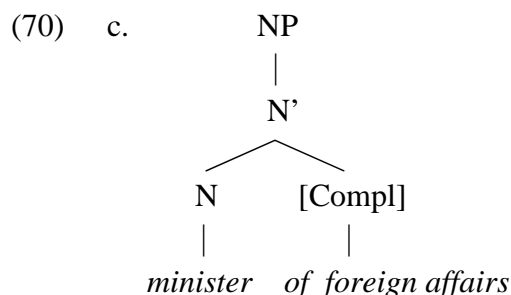 (70) c. NP
N’
N [Compl]
minister of foreign affairs